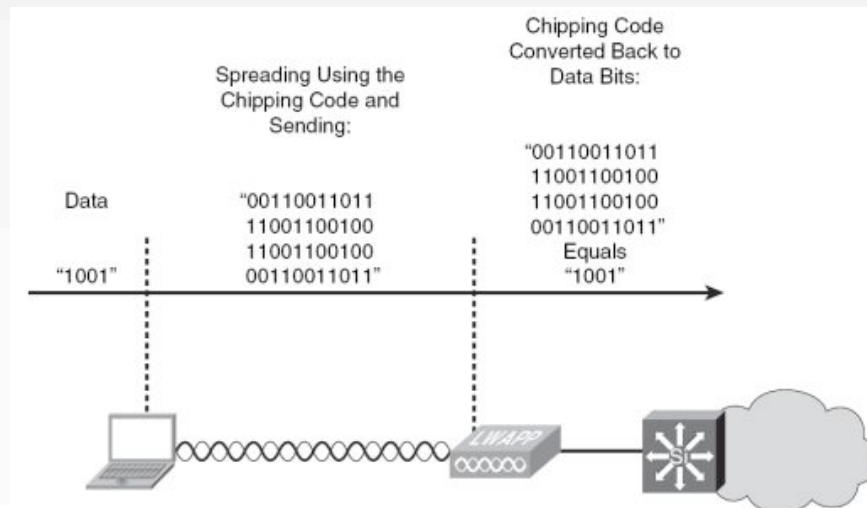 Chipping Code
Converted Back to
Data Bits:
Spreading Using the
Chipping Code and
Sending:
“00110011011
11001100100
11001100100
00110011011”
Equals
“1001”
Data
“00110011011
11001100100
11001100100
00110011011”
“1001”
LWAPP
Si